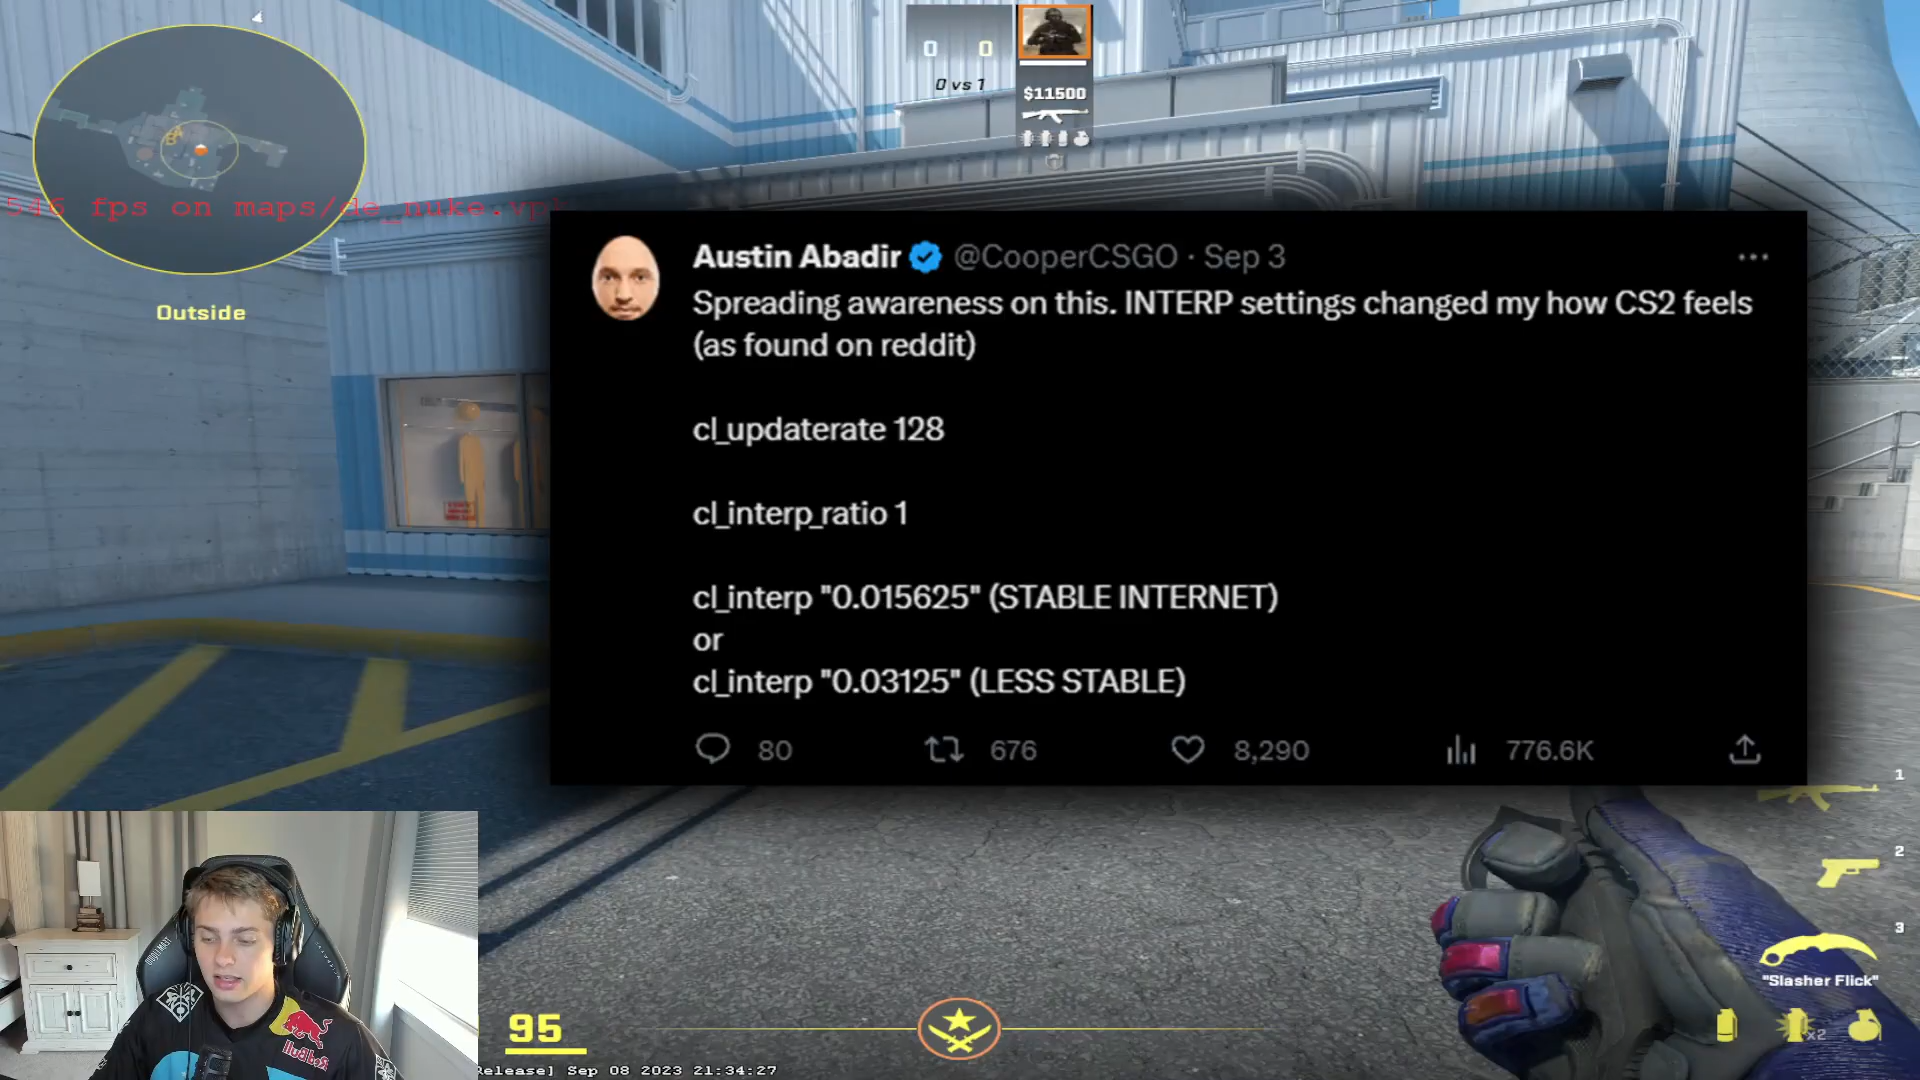 0 0
0 vs 1
$11500
546 fps on maps/de_nuke.vpk
Outside
Austin Abadir @CooperCSGO · Sep 3
Spreading awareness on this. INTERP settings changed my how CS2 feels
(as found on reddit)
cl_updaterate 128
cl_interp_ratio 1
cl_interp "0.015625" (STABLE INTERNET)
or
cl_interp "0.03125" (LESS STABLE)
80 676 8,290 776.6K
1
2
3
"Slasher Flick"
x2
95
Release] Sep 08 2023 21:34:27